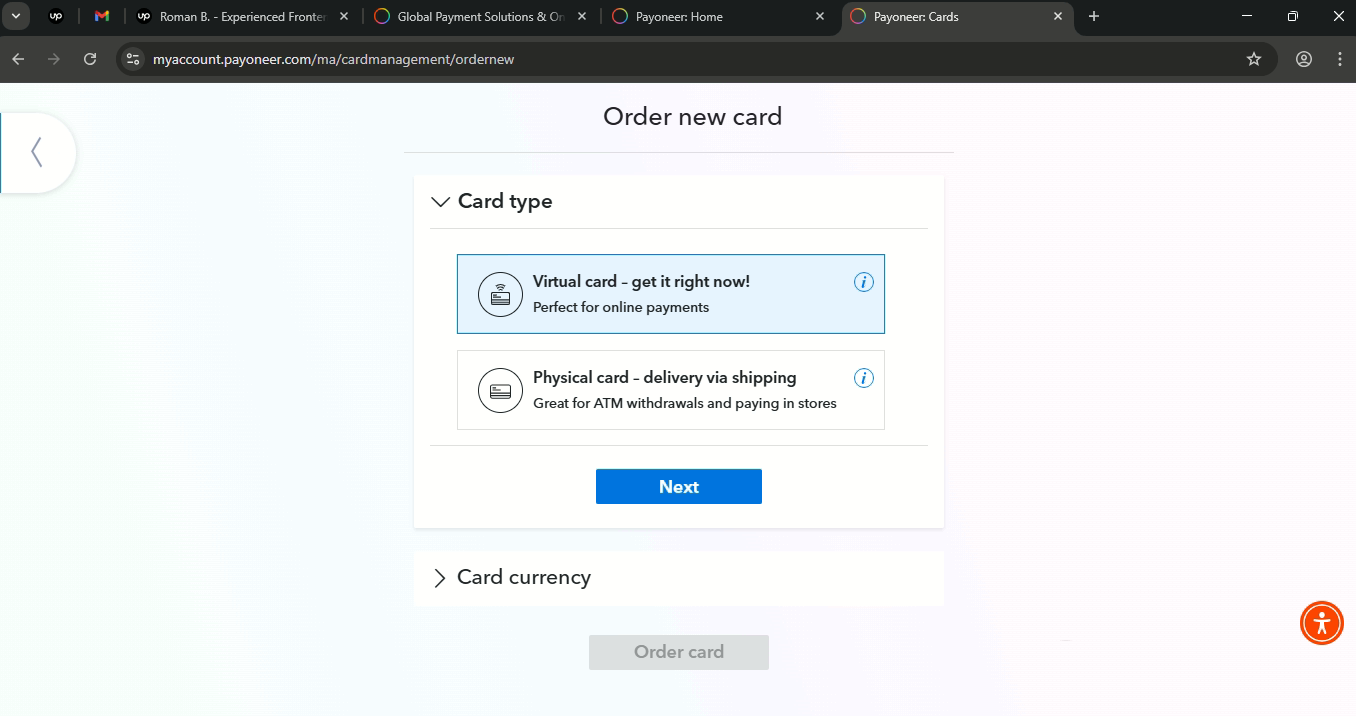 up
up Roman B. - Experienced Fronter
Global Payment Solutions & On
Payoneer: Home
Payoneer: Cards
myaccount.payoneer.com/ma/cardmanagement/ordernew
Order new card
Card type
Virtual card – get it right now!
i
Perfect for online payments
Physical card – delivery via shipping
i
Great for ATM withdrawals and paying in stores
Next
Card currency
Order card